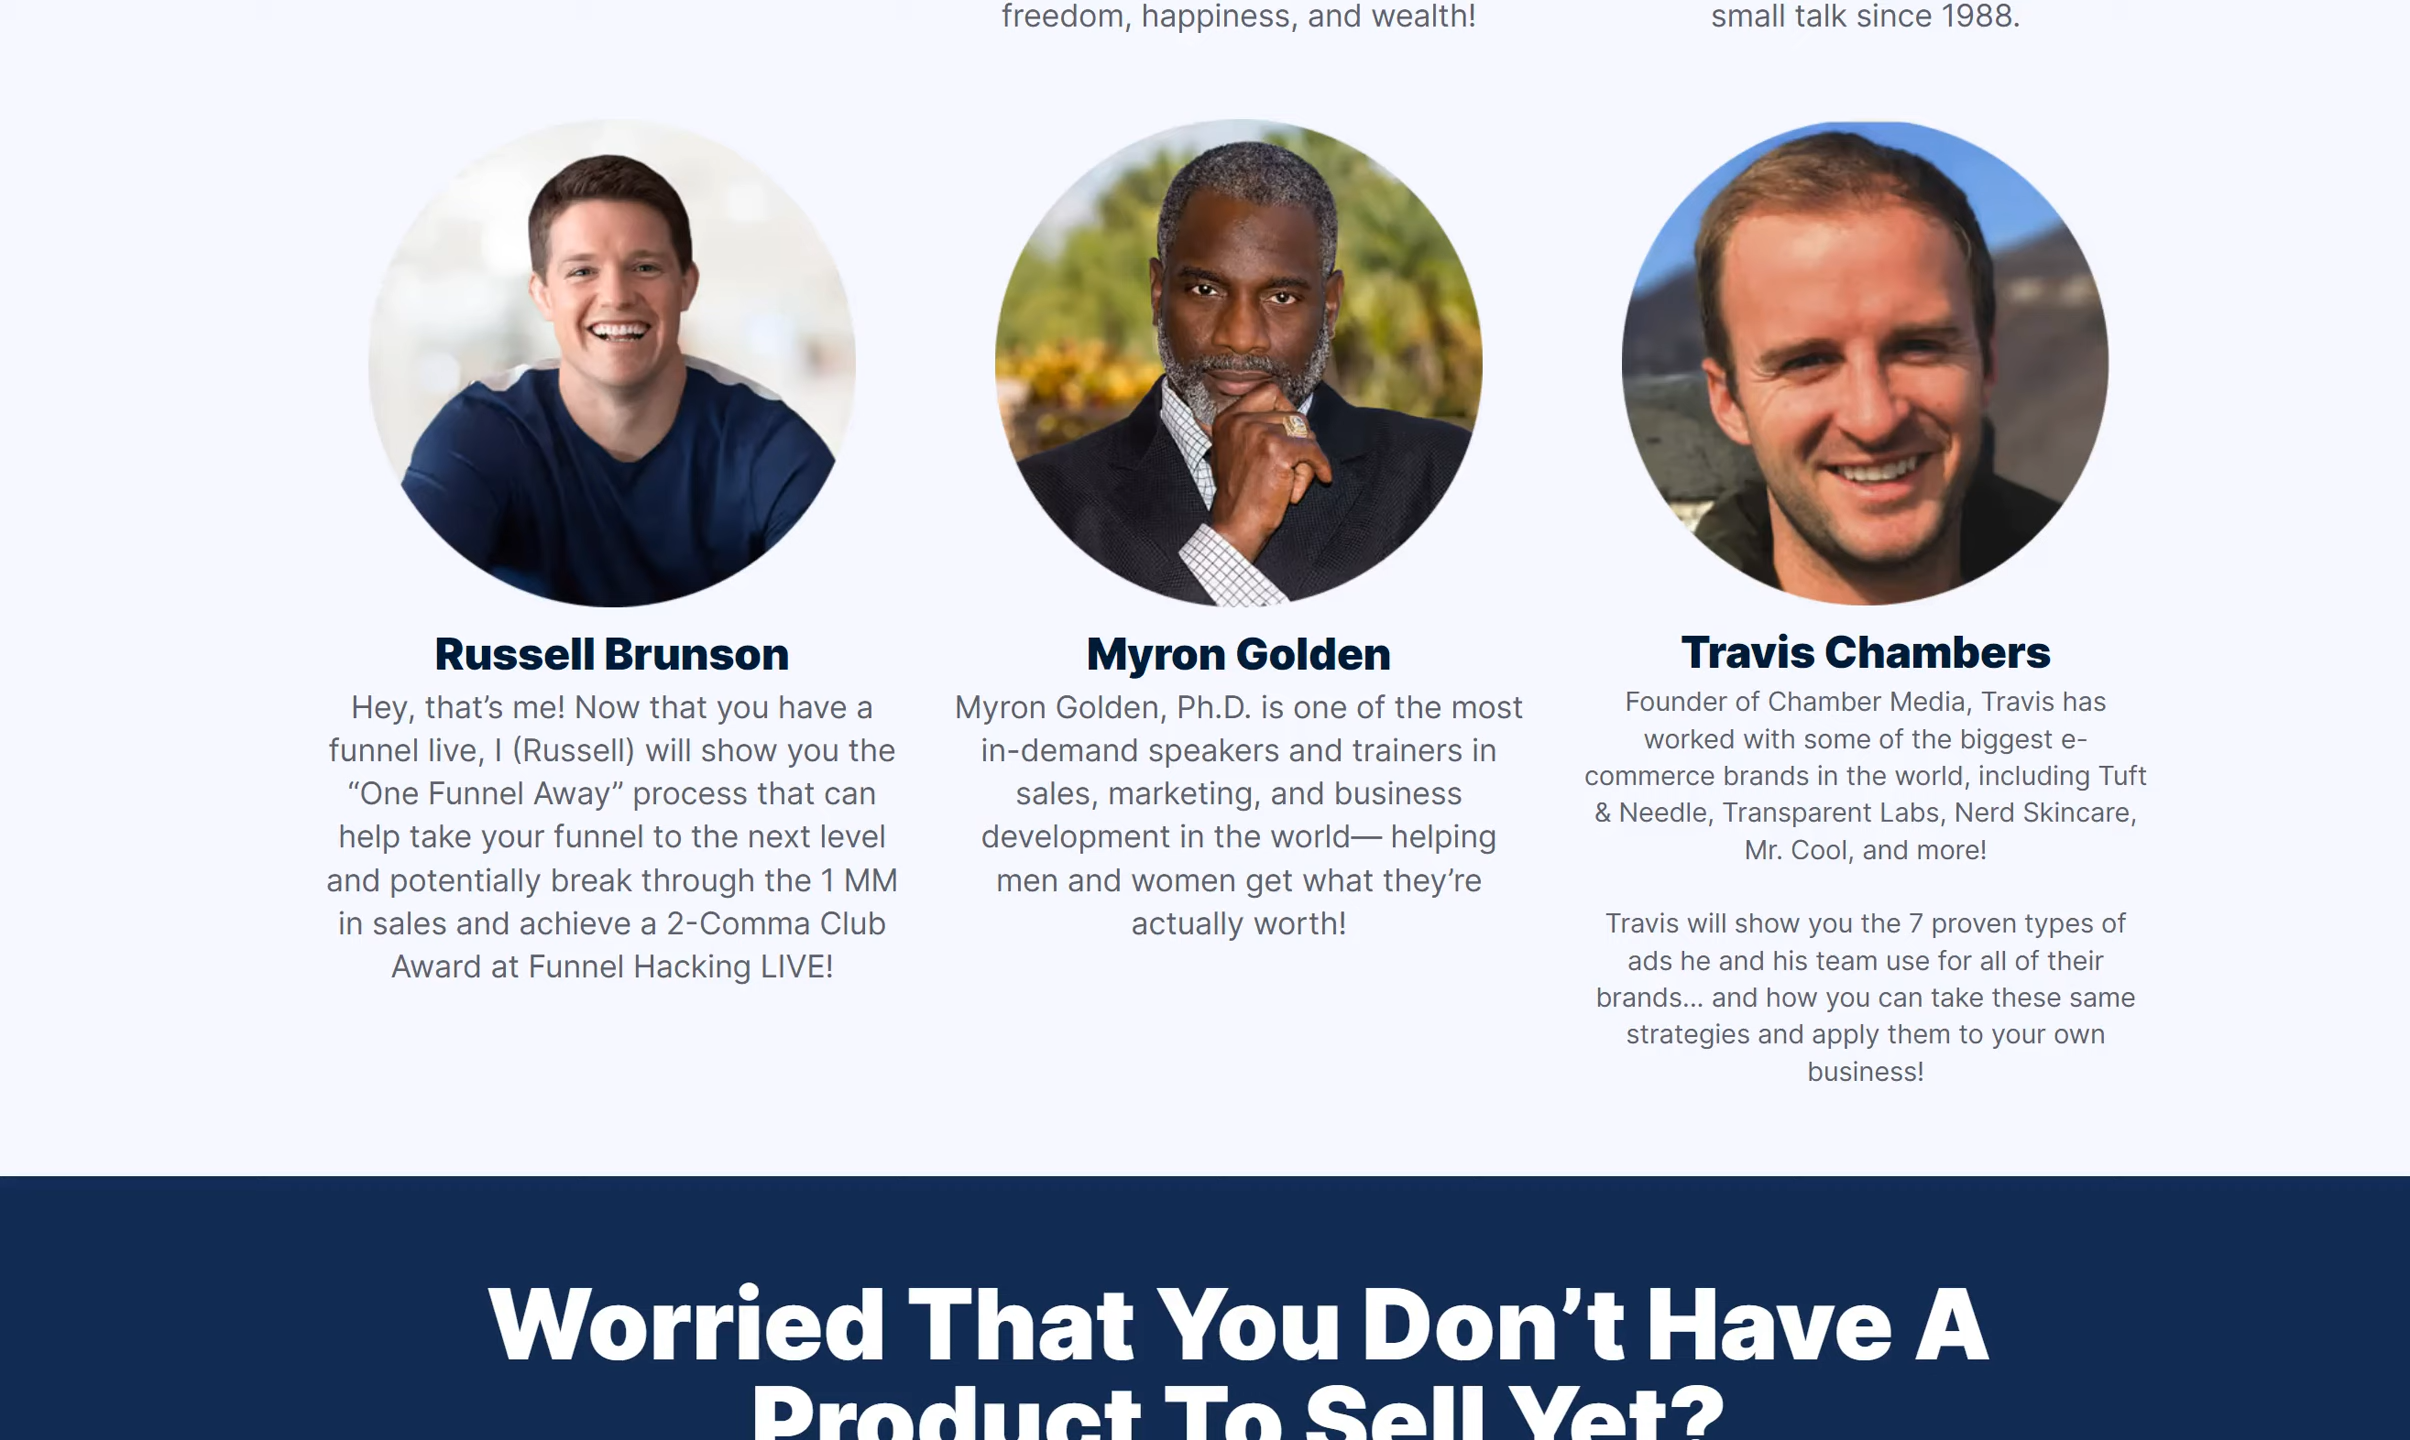 freedom, happiness, and wealth!
small talk since 1988.
Russell Brunson
Hey, that’s me! Now that you have a
funnel live, I (Russell) will show you the
“One Funnel Away” process that can
help take your funnel to the next level
and potentially break through the 1 MM
in sales and achieve a 2-Comma Club
Award at Funnel Hacking LIVE!
Myron Golden
Myron Golden, Ph.D. is one of the most
in-demand speakers and trainers in
sales, marketing, and business
development in the world— helping
men and women get what they’re
actually worth!
Travis Chambers
Founder of Chamber Media, Travis has
worked with some of the biggest e-
commerce brands in the world, including Tuft
& Needle, Transparent Labs, Nerd Skincare,
Mr. Cool, and more!
Travis will show you the 7 proven types of
ads he and his team use for all of their
brands... and how you can take these same
strategies and apply them to your own
business!
Worried That You Don’t Have A
Product To Sell Yet?